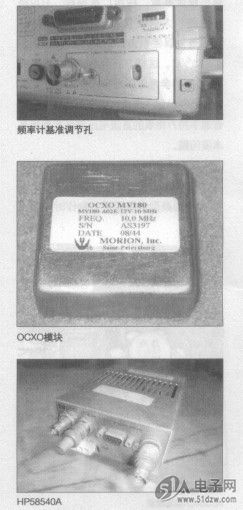 频率计基准调节孔
OCXO MV180
MV180-A02E-12V-10 MHz
FREQ 10.0 MHz
S/N AS3197
DATE 08/44
MORION, Inc.
Saint Petersburg
OCXO模块
HP58540A
电子网
www.51dzw.com